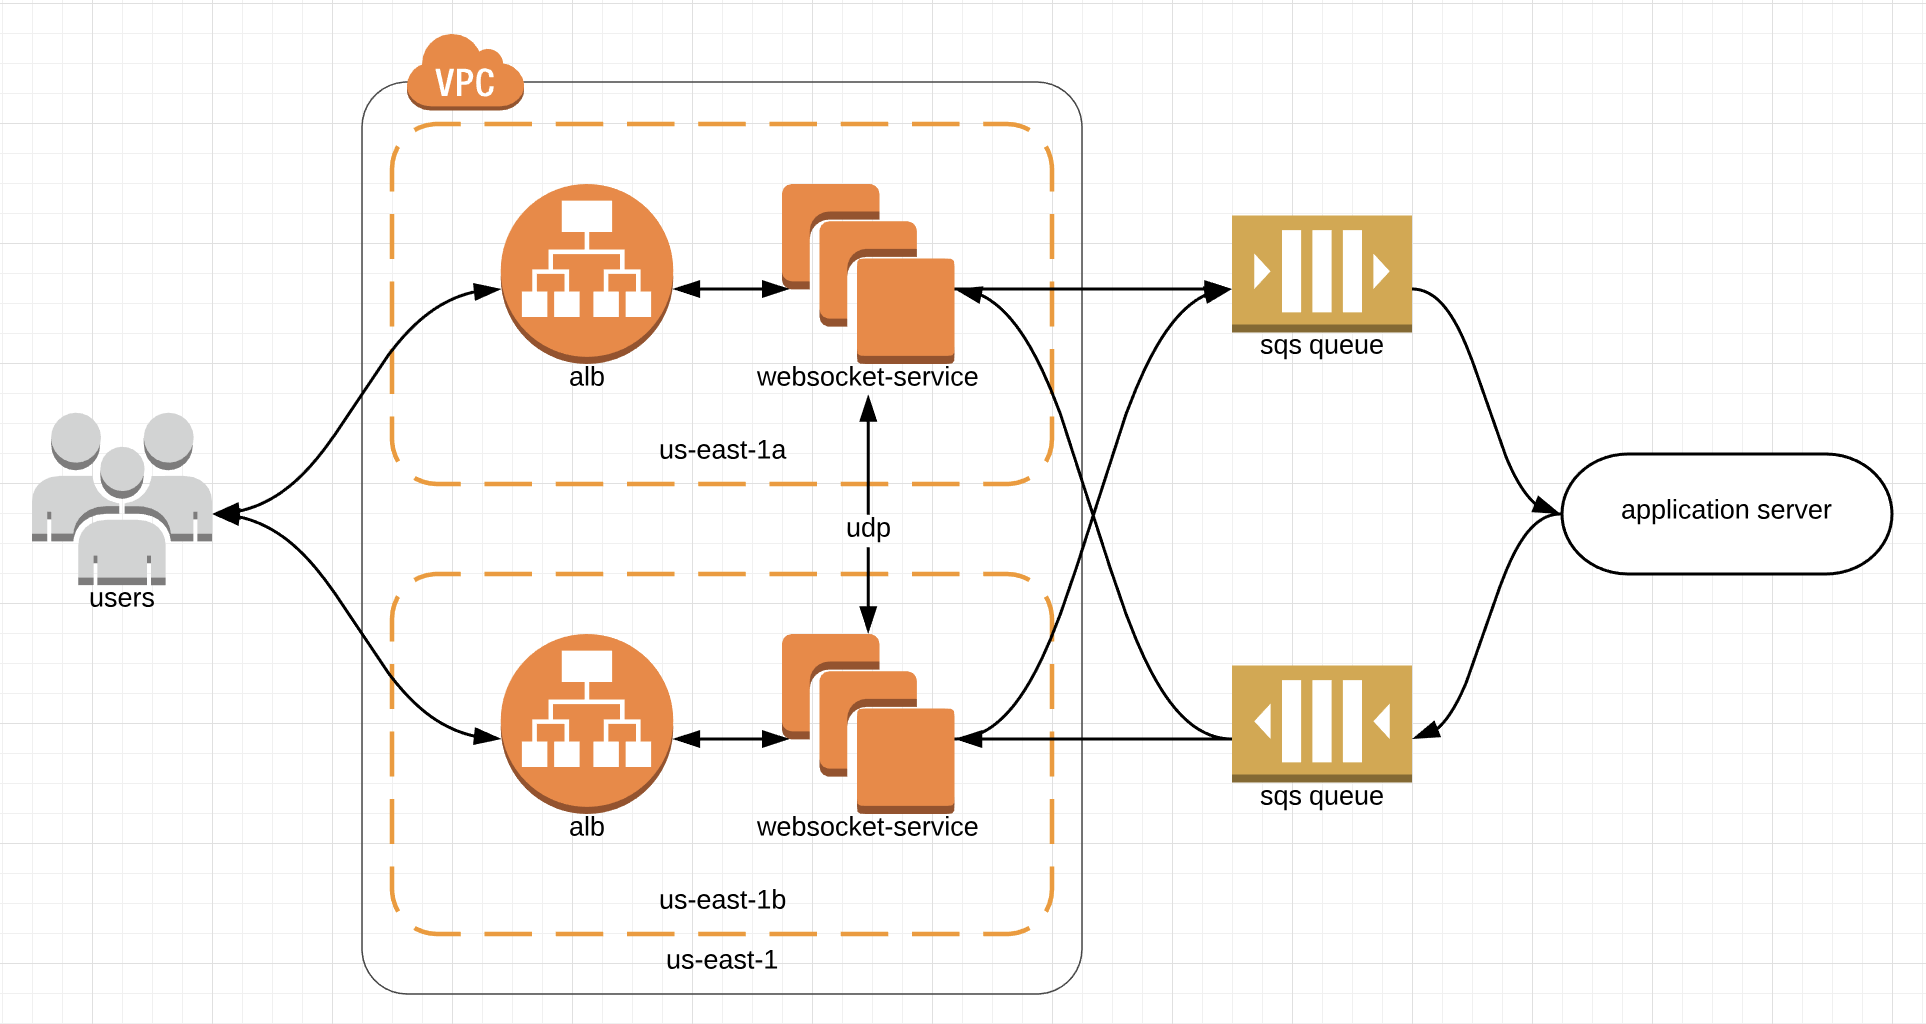 VPC
alb
websocket-service
us-east-1a
sqs queue
users
udp
application server
alb
websocket-service
us-east-1b
us-east-1
sqs queue